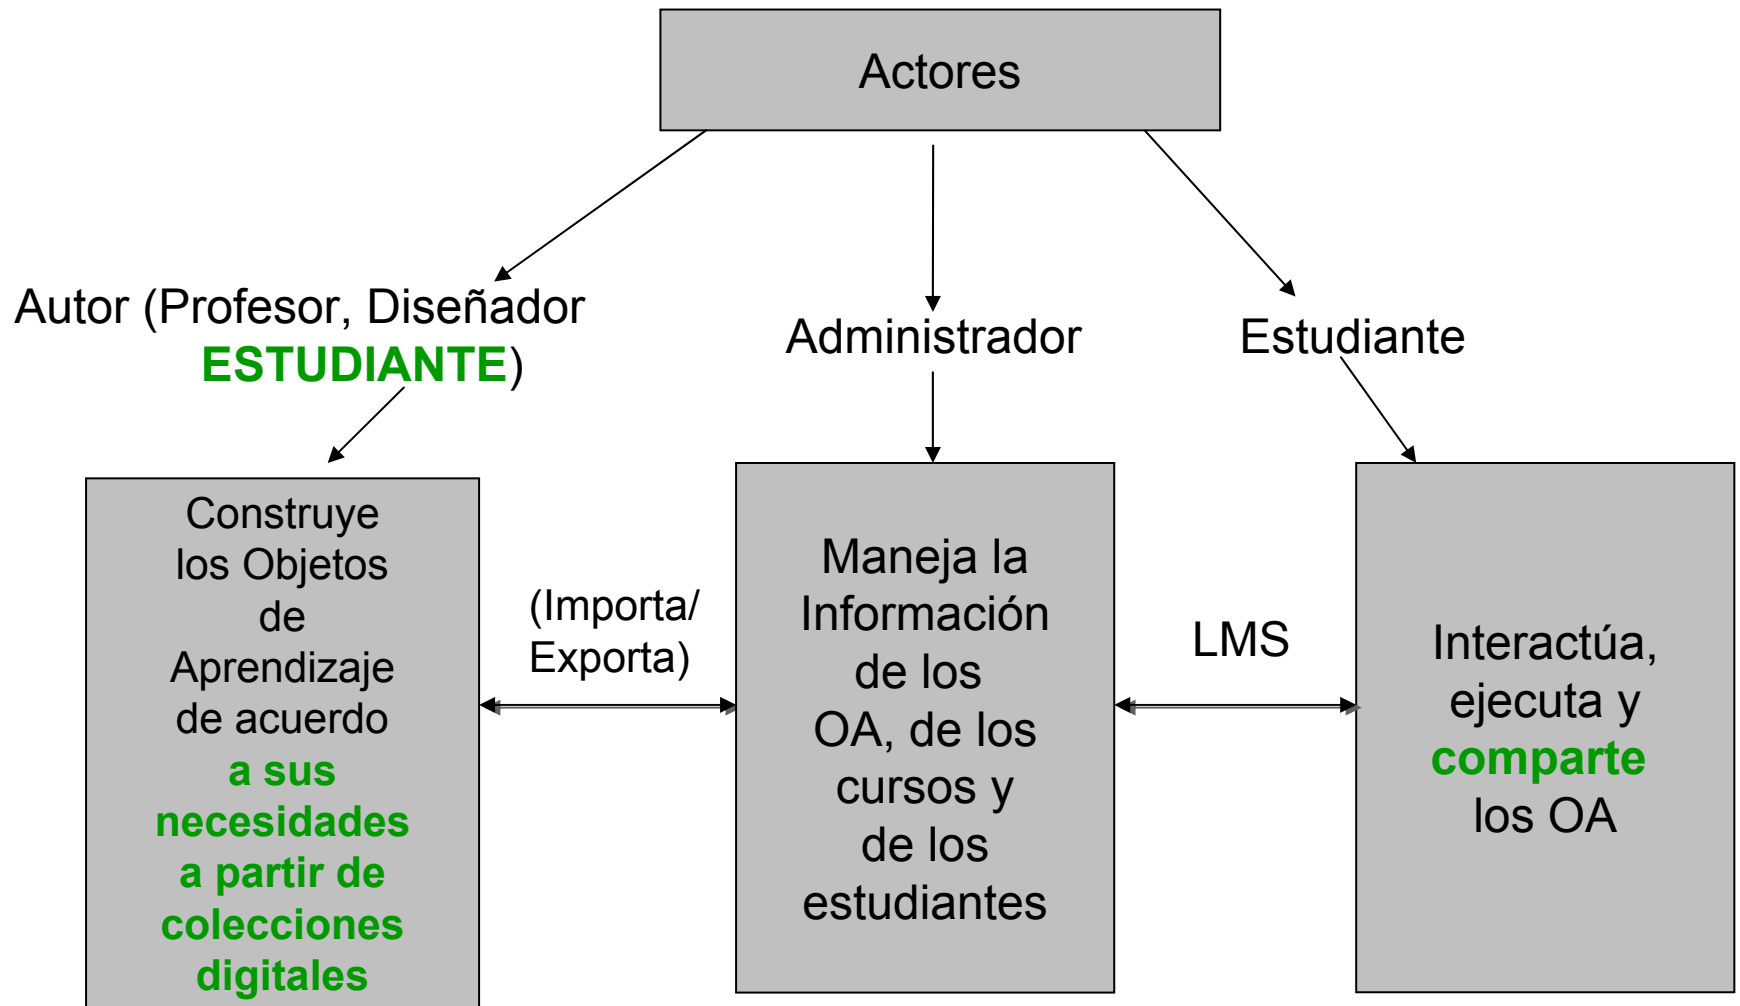 Actores
Autor (Profesor, Diseñador
ESTUDIANTE)
Administrador
Estudiante
Construye
los Objetos
de
Aprendizaje
de acuerdo
a sus
necesidades
a partir de
colecciones
digitales
(Importa/
Exporta)
Maneja la
Información
de los
OA, de los
cursos y
de los
estudiantes
LMS
Interactúa,
ejecuta y
comparte
los OA